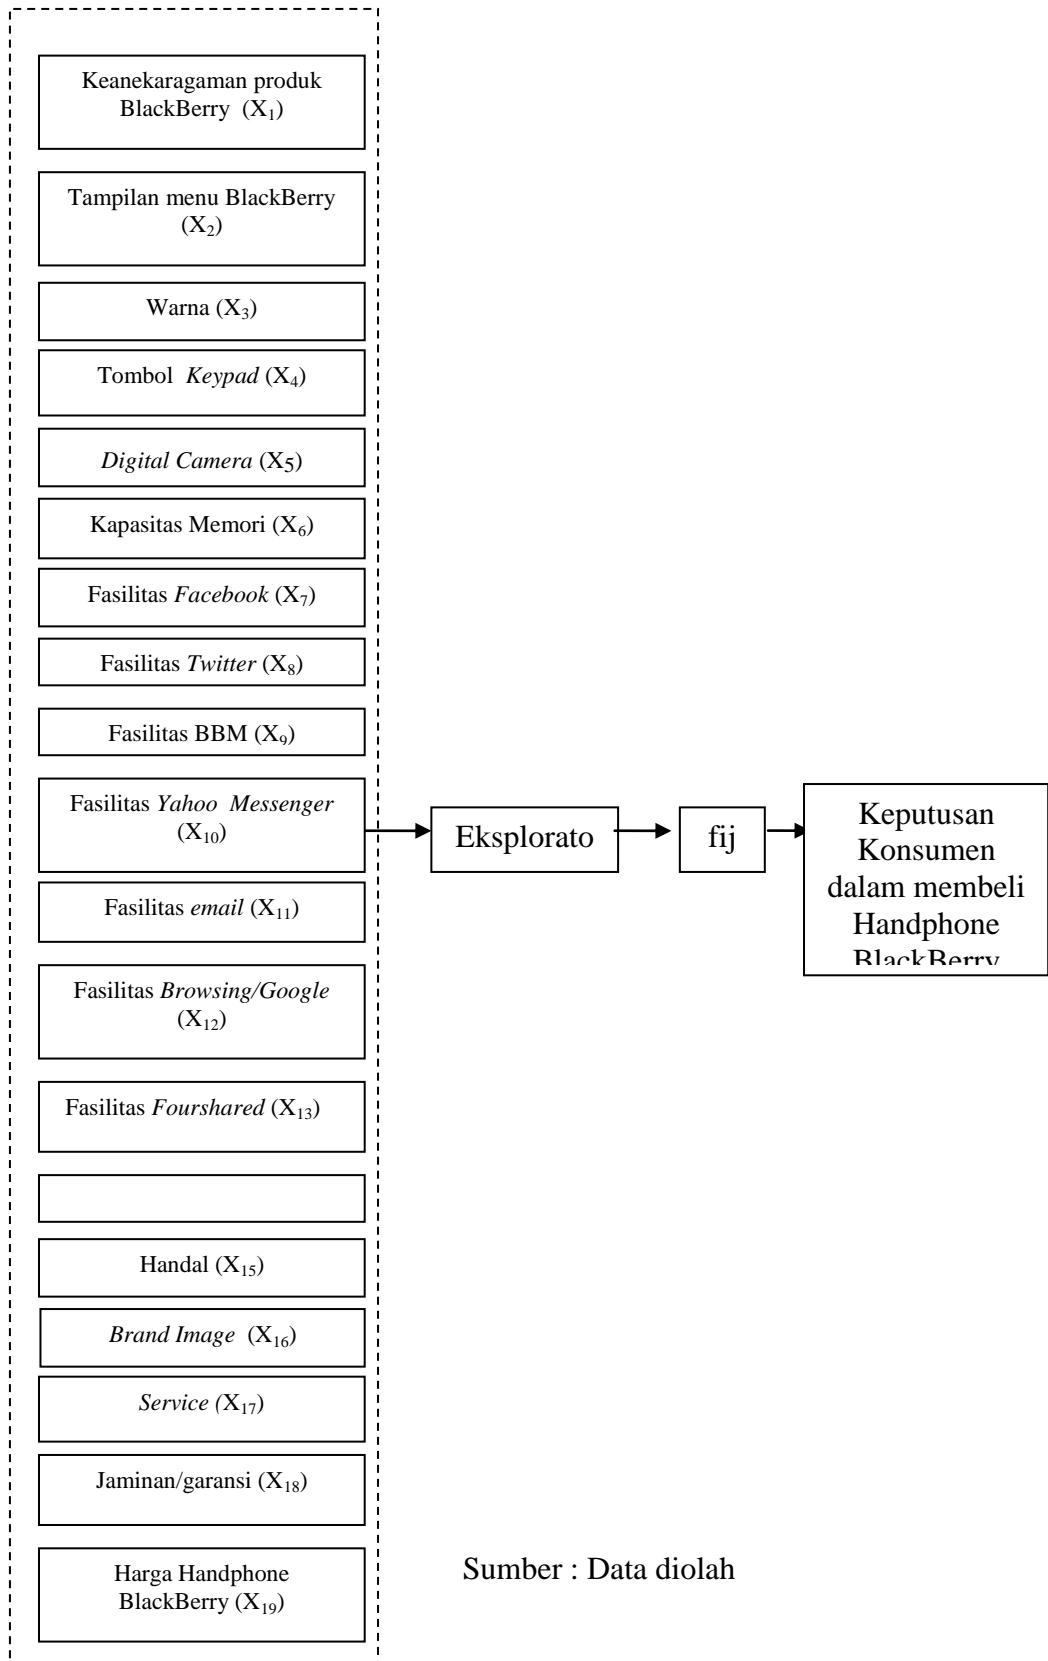 Keanekaragaman produk
BlackBerry (X1)
Tampilan menu BlackBerry
(X2)
Warna (X3)
Tombol Keypad (X4)
Digital Camera (X5)
Kapasitas Memori (X6)
Fasilitas Facebook (X7)
Fasilitas Twitter (X8)
Fasilitas BBM (X9)
Fasilitas Yahoo Messenger
(X10)
Fasilitas email (X11)
Fasilitas Browsing/Google
(X12)
Fasilitas Fourshared (X13)
Handal (X15)
Brand Image (X16)
Service (X17)
Jaminan/garansi (X18)
Harga Handphone
BlackBerry (X19)
Eksplorato
fij
Keputusan
Konsumen
dalam membeli
Handphone
BlackBerry
Sumber : Data diolah